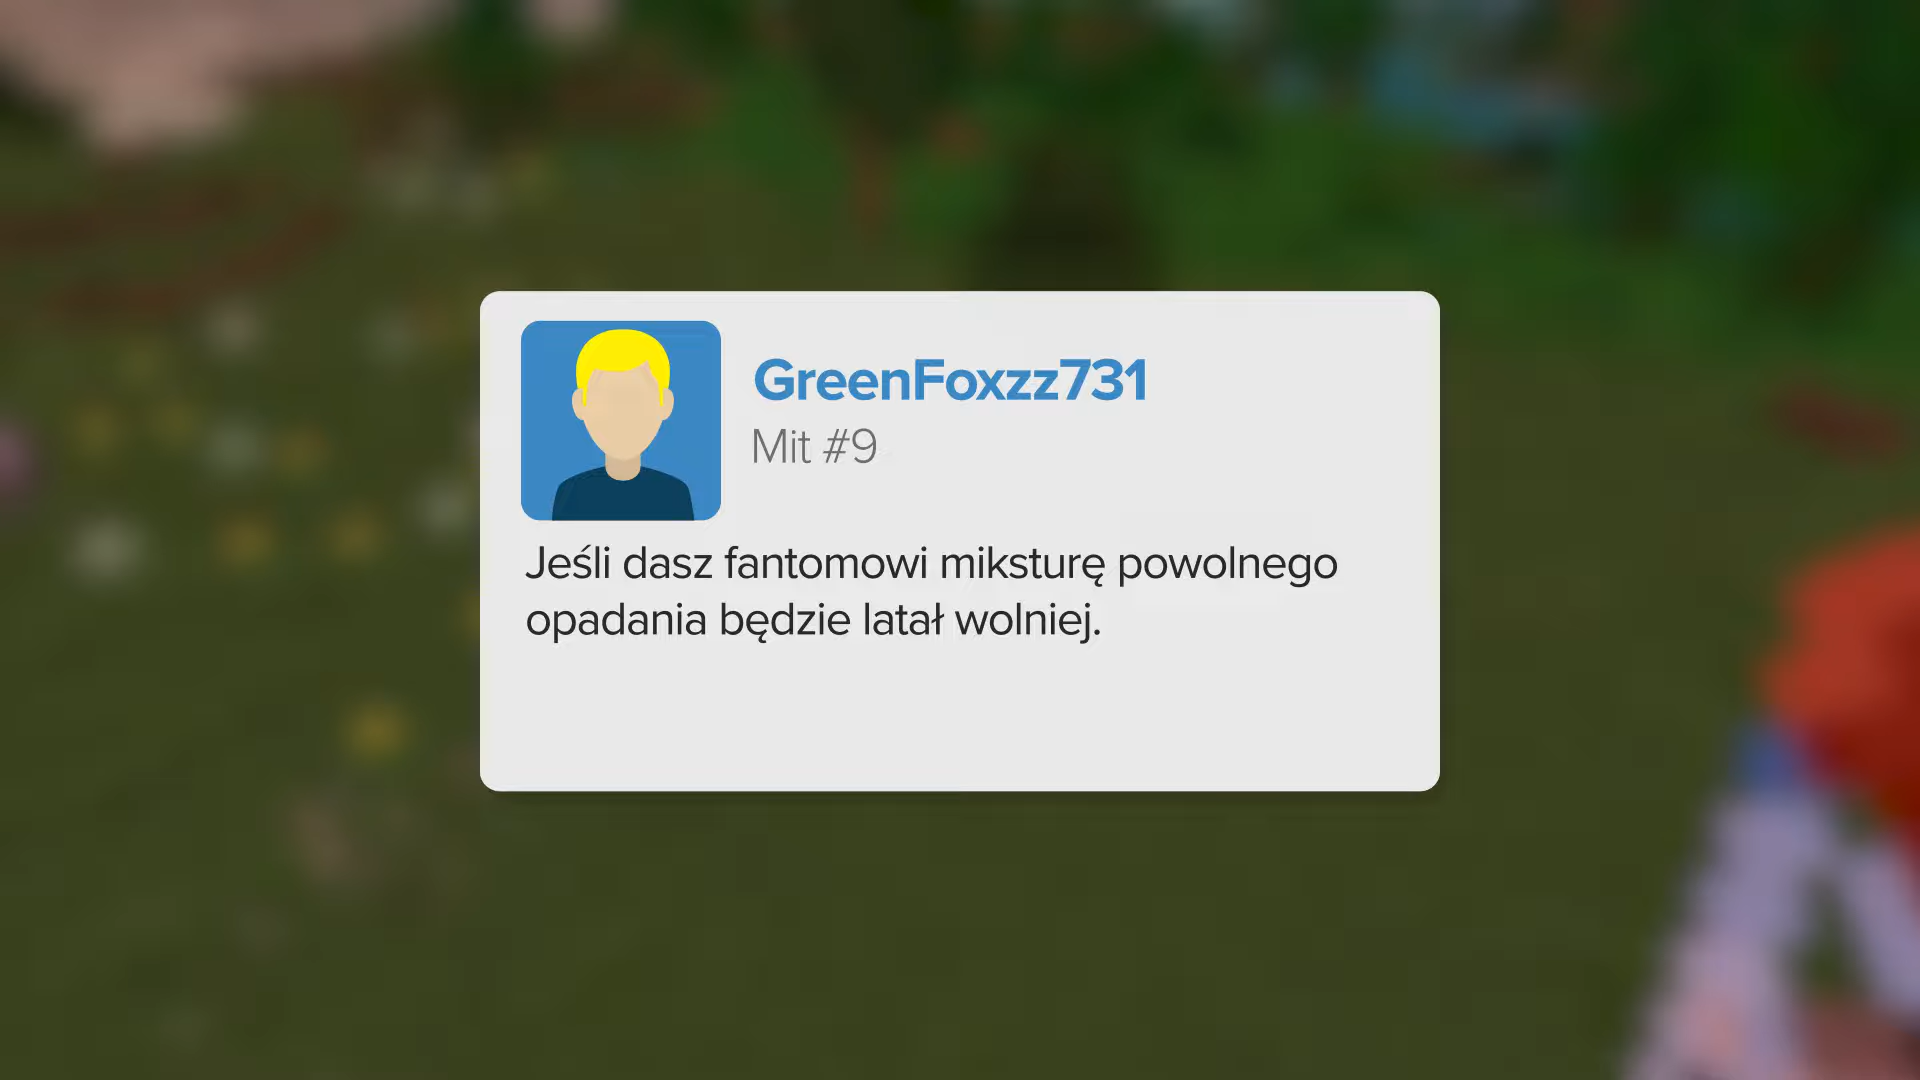 GreenFoxzz731
Mit #9
Jeśli dasz fantomowi miksturę powolnego
opadania będzie latał wolniej.